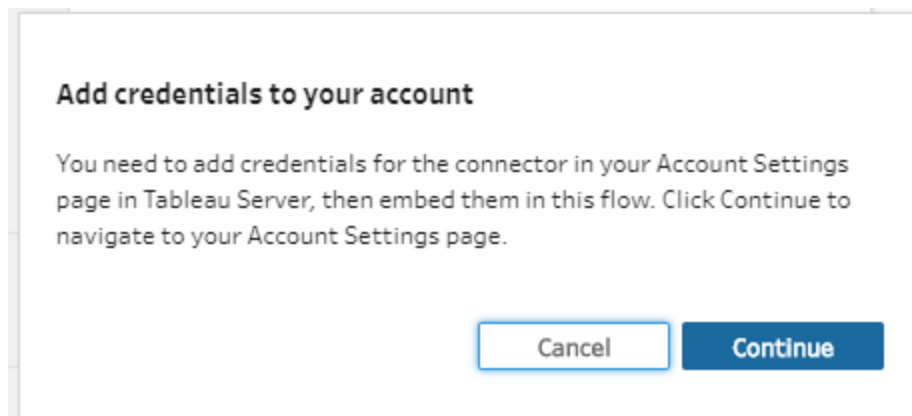 Add credentials to your account
You need to add credentials for the connector in your Account Settings
page in Tableau Server, then embed them in this flow. Click Continue to
navigate to your Account Settings page.
Cancel
Continue